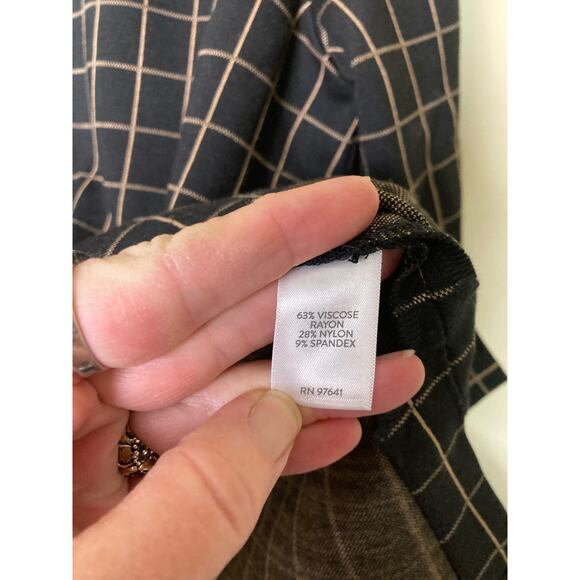 63% VISCOSE
RAYON
28% NYLON
9% SPANDEX
RN 97641